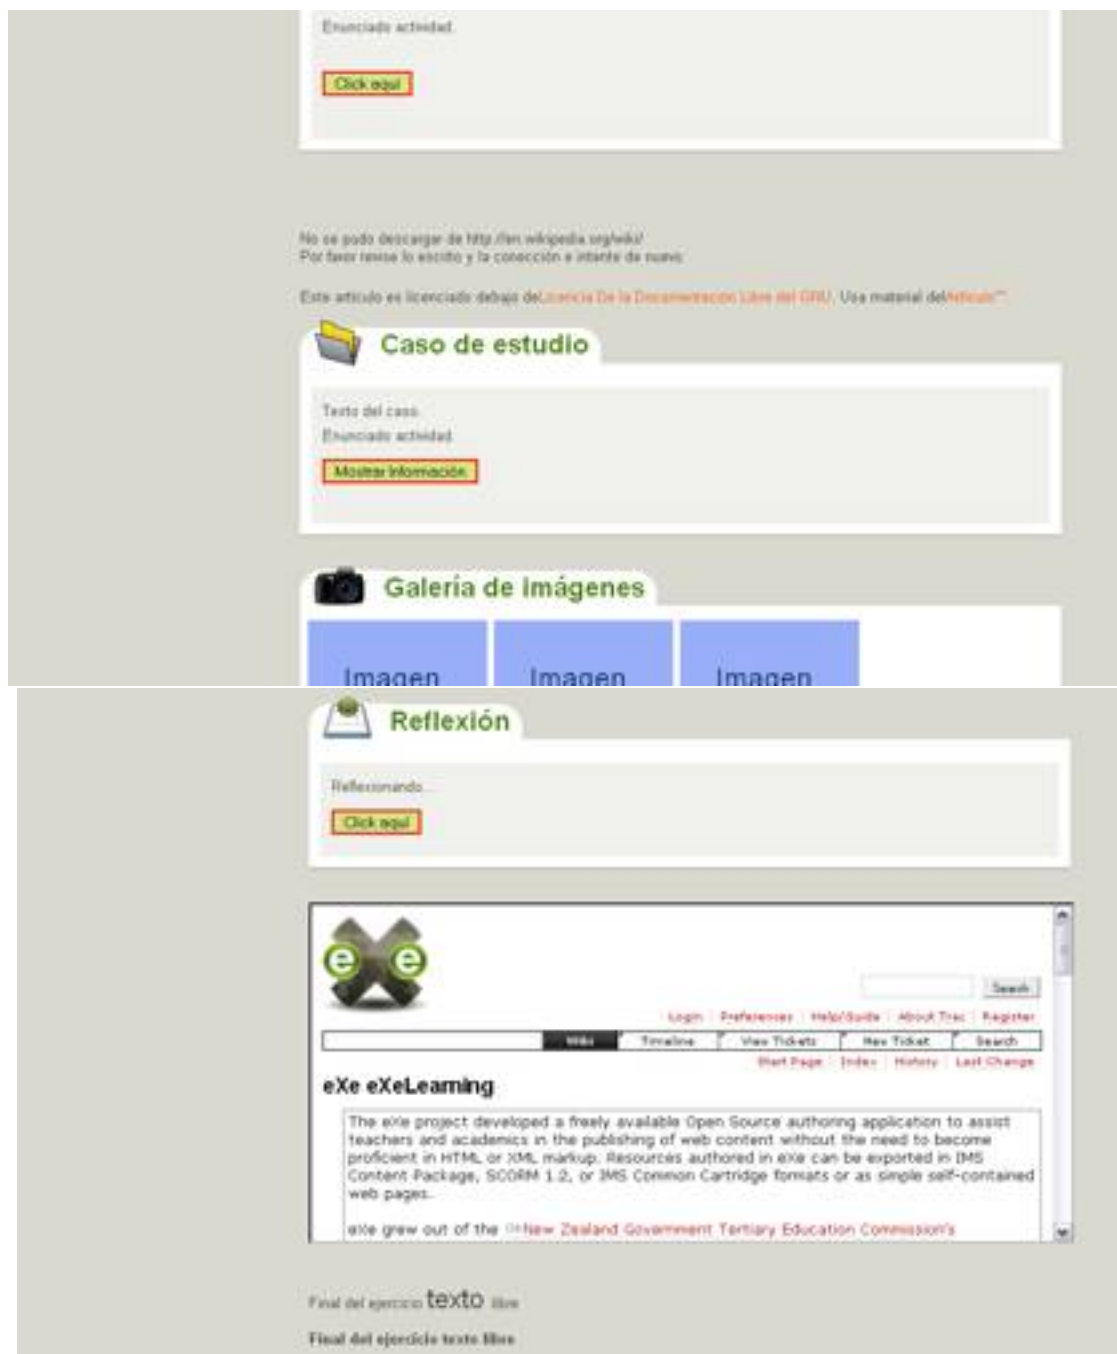 Enunciado actividad.
Click aquí
No se pudo descargar de http://en.wikipedia.org/wiki/
Por favor revise lo escrito y la conección e intente de nuevo.
Este artículo es licenciado debajo deLicencia De la Documentación Libre del GNU. Usa material delArtículo"".
Caso de estudio
Texto del caso.
Enunciado actividad.
Mostrar Información
Galería de Imágenes
Imagen Imagen Imagen
Reflexión
Reflexionando...
Click aquí
e e
Search
Login Preferences Help/Guide About Trac Register
Wiki Timeline View Tickets New Ticket Search
Start Page Index History Last Change
eXe eXeLearning
The eXe project developed a freely available Open Source authoring application to assist
teachers and academics in the publishing of web content without the need to become
proficient in HTML or XML markup. Resources authored in eXe can be exported in IMS
Content Package, SCORM 1.2, or IMS Common Cartridge formats or as simple self-contained
web pages.
eXe grew out of the New Zealand Government Tertiary Education Commission's
Final del ejercicio texto libre
Final del ejercicio texto libre